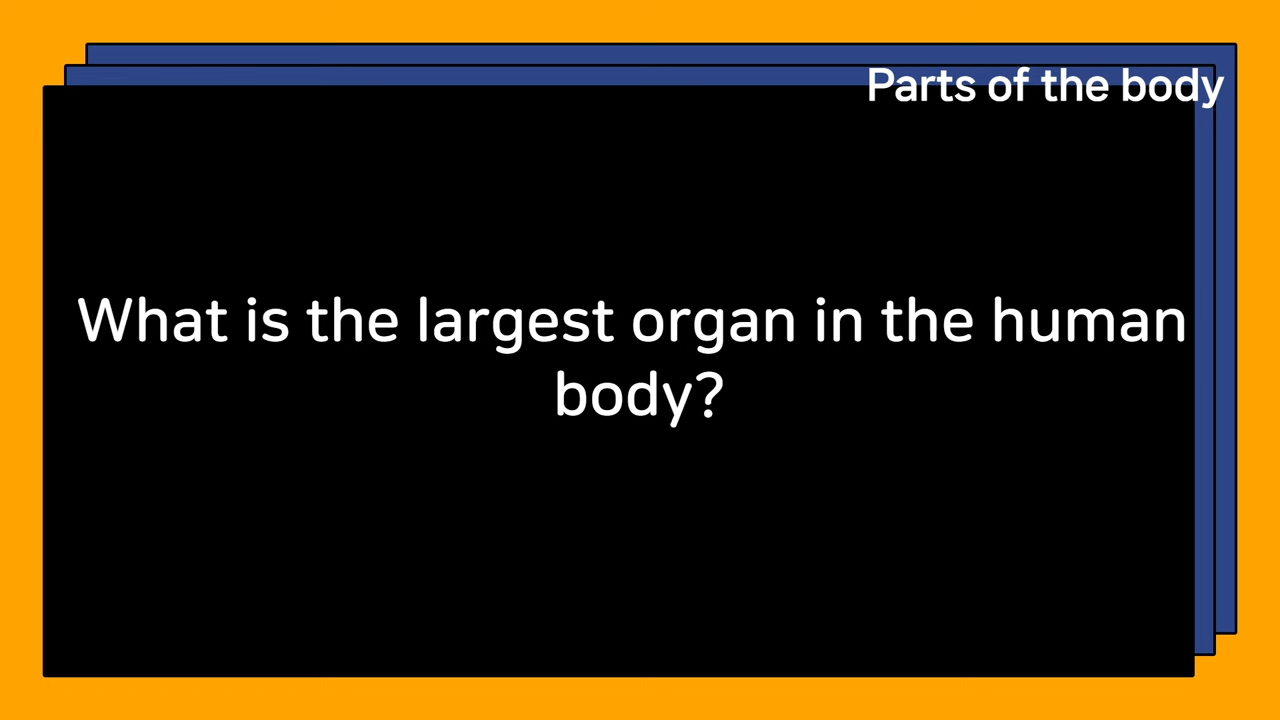 Parts of the body
What is the largest organ in the human
body?